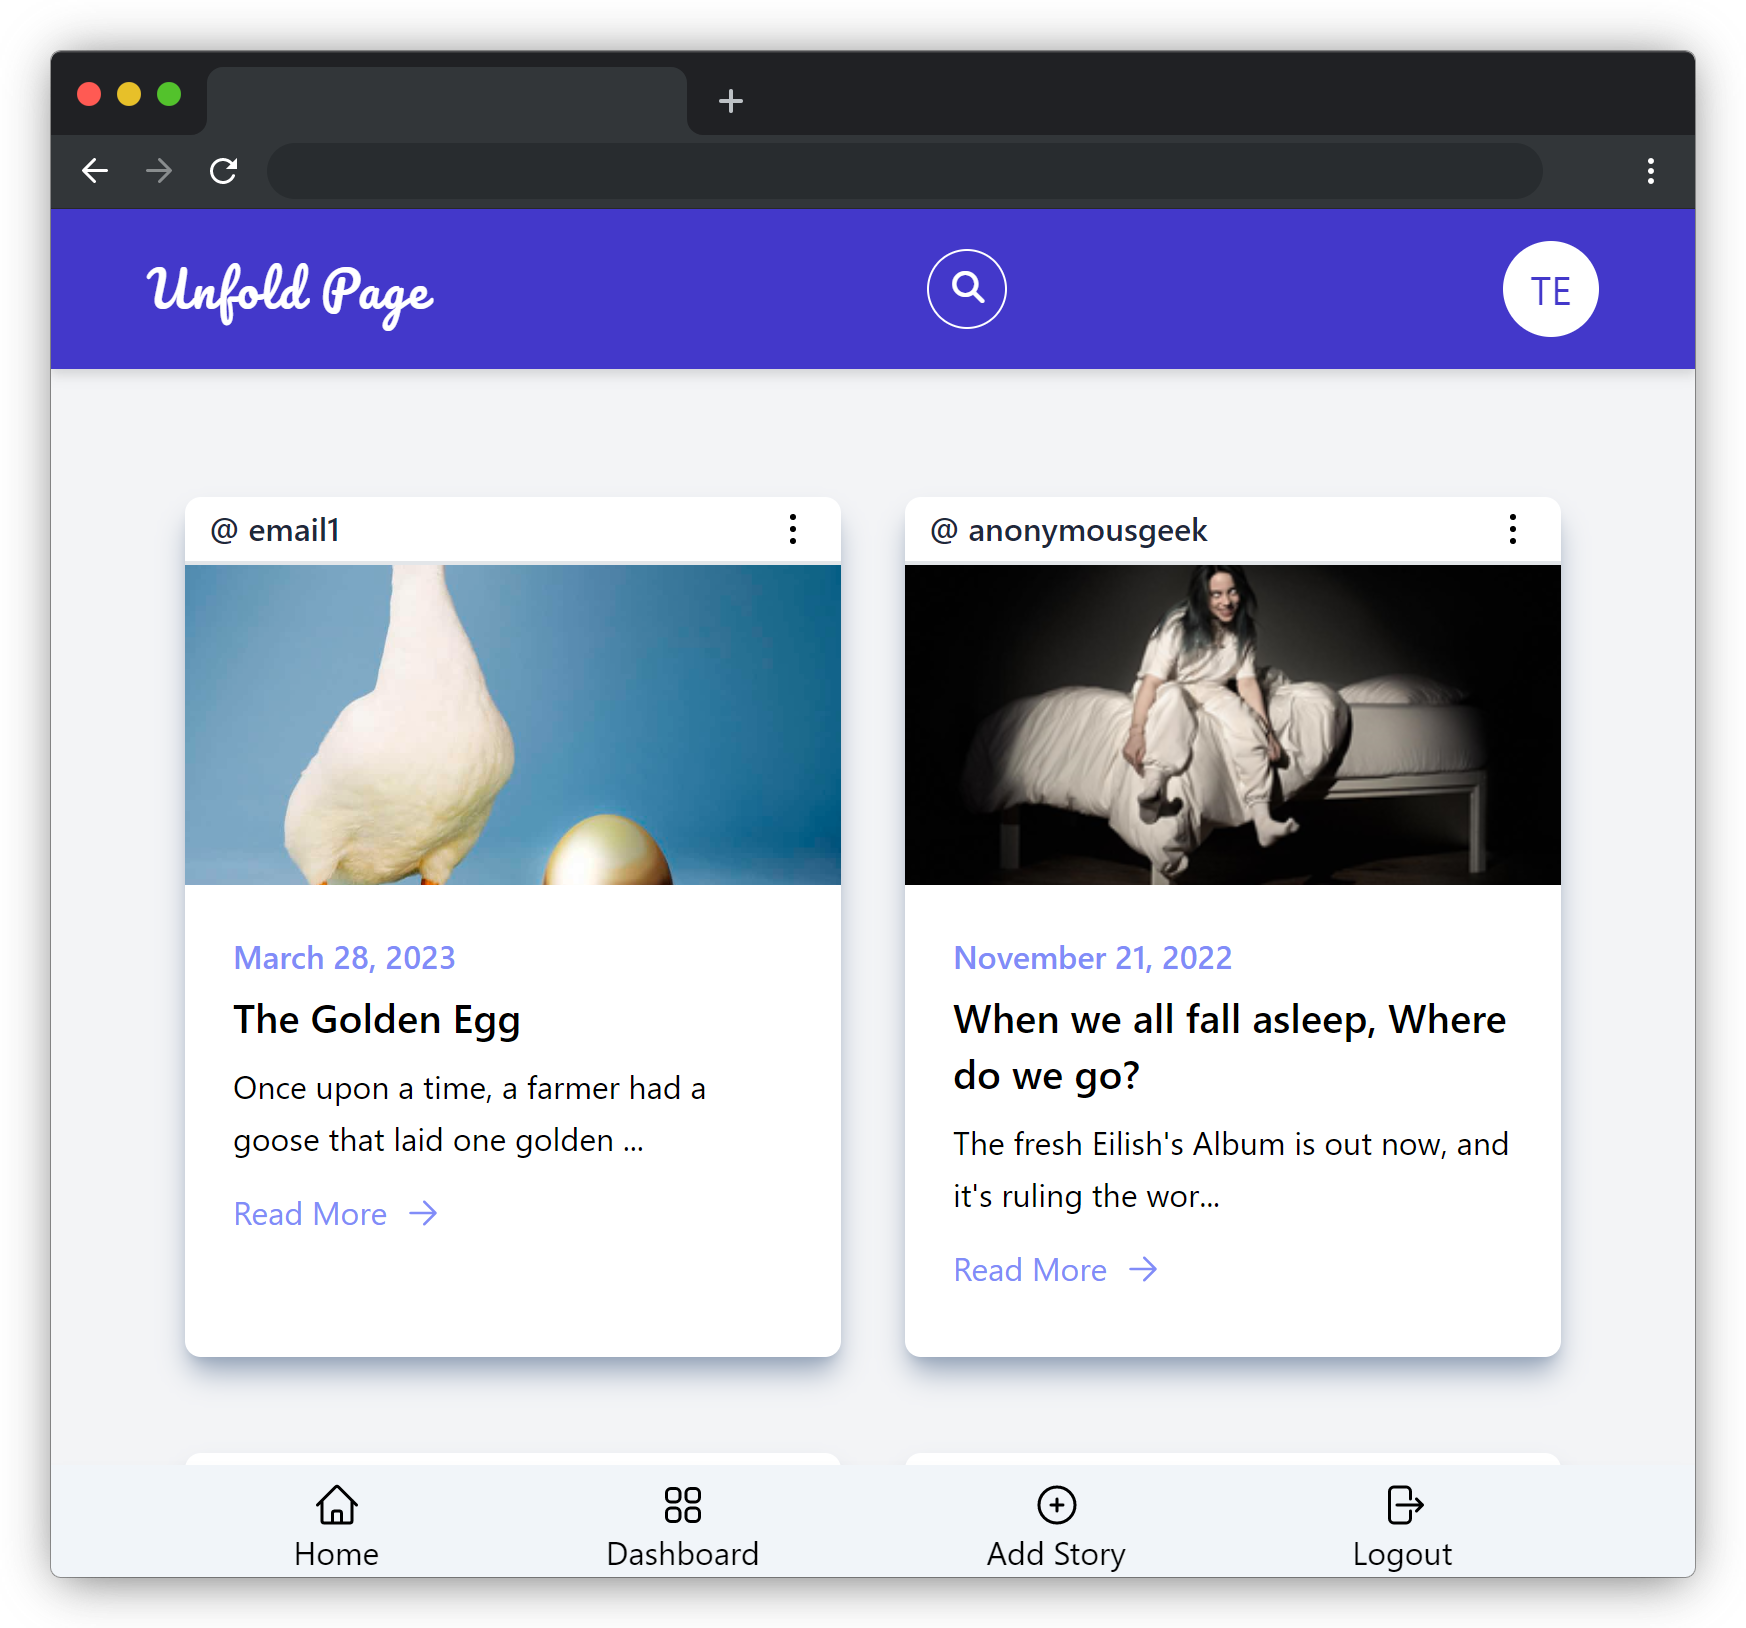 Unfold Page
TE
@ email1
March 28, 2023
The Golden Egg
Once upon a time, a farmer had a
goose that laid one golden ...
Read More
@ anonymousgeek
November 21, 2022
When we all fall asleep, Where
do we go?
The fresh Eilish's Album is out now, and
it's ruling the wor...
Read More
Home
Dashboard
Add Story
Logout